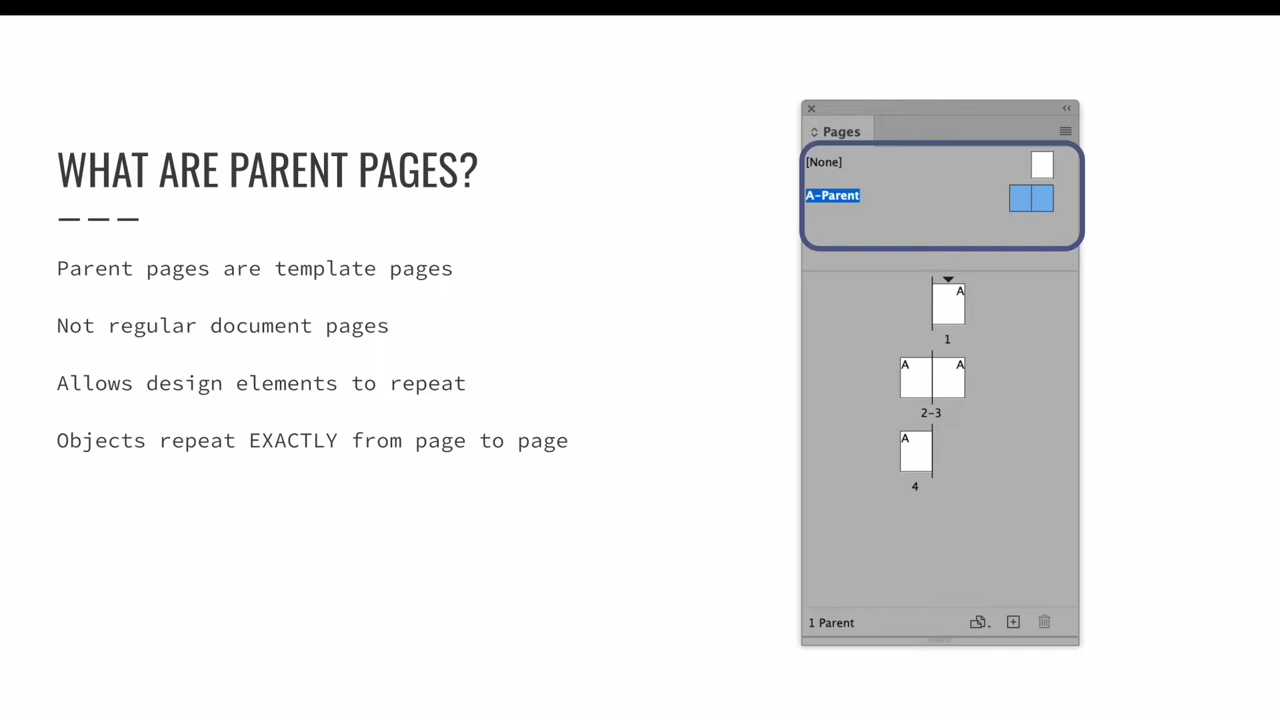 WHAT ARE PARENT PAGES?
Parent pages are template pages
Not regular document pages
Allows design elements to repeat
Objects repeat EXACTLY from page to page
Pages
[None]
A-Parent
A
1
A A
2-3
A
4
1 Parent